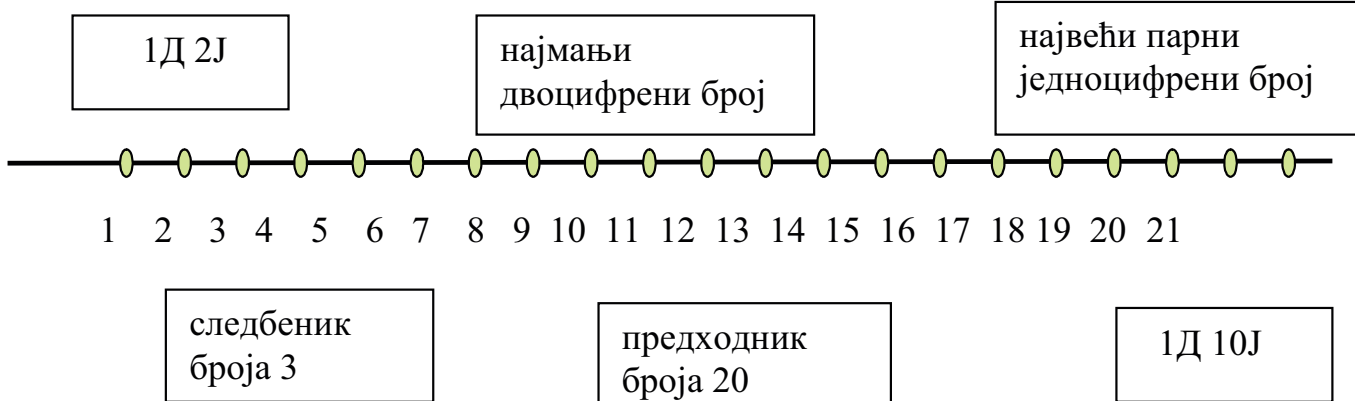 1Д 2Ј
најмањи
двоцифрени број
највећи парни
једноцифрени број
1 2 3 4 5 6 7 8 9 10 11 12 13 14 15 16 17 18 19 20 21
следбеник
броја 3
предходник
броја 20
1Д 10Ј